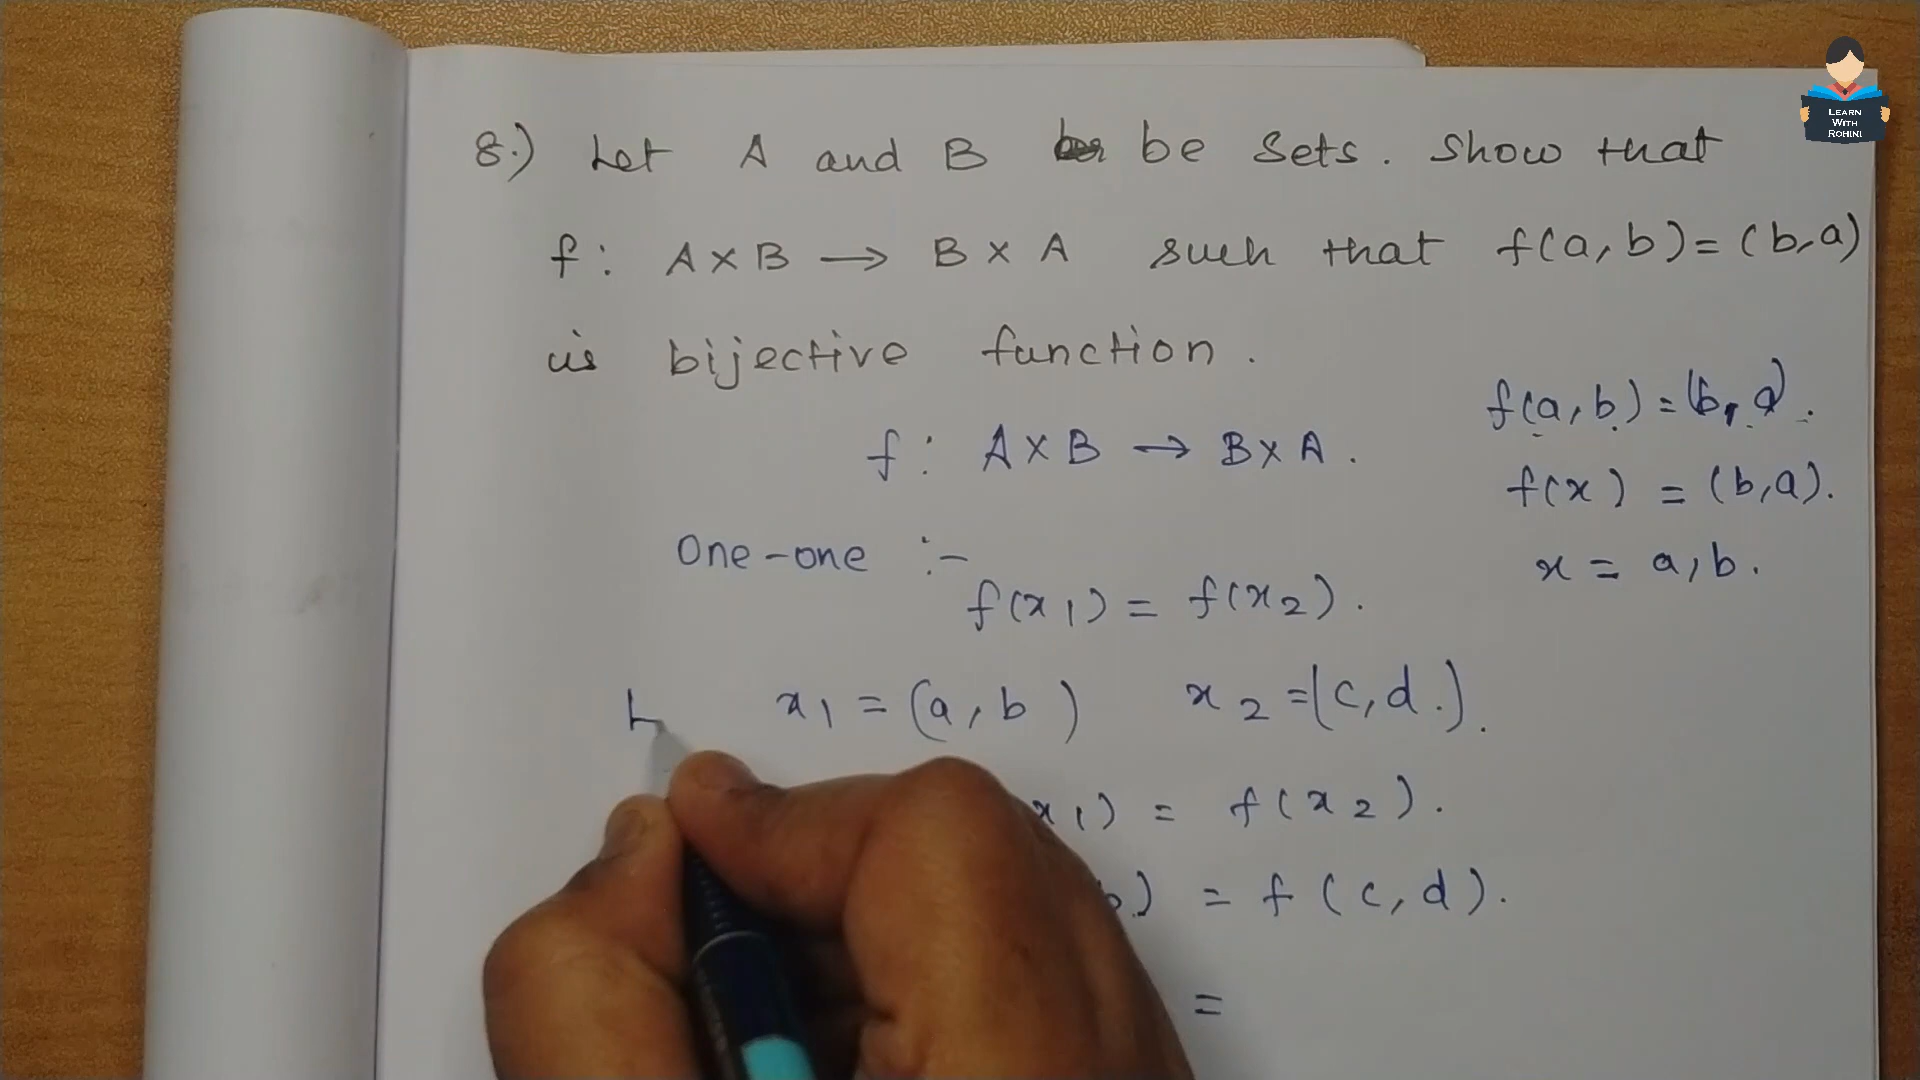 8.) Let A and B be sets. Show that
f : A × B → B × A such that f(a, b) = (b, a)
is bijective function.
f(a, b) = (b, a).
f : A × B → B × A.
f(x) = (b, a).
One-one :-
x = a, b.
f(x1) = f(x2).
L x1 = (a, b) x2 = (c, d.).
x1) = f(x2).
b) = f(c, d).
=
LEARN
WITH
ROHINI